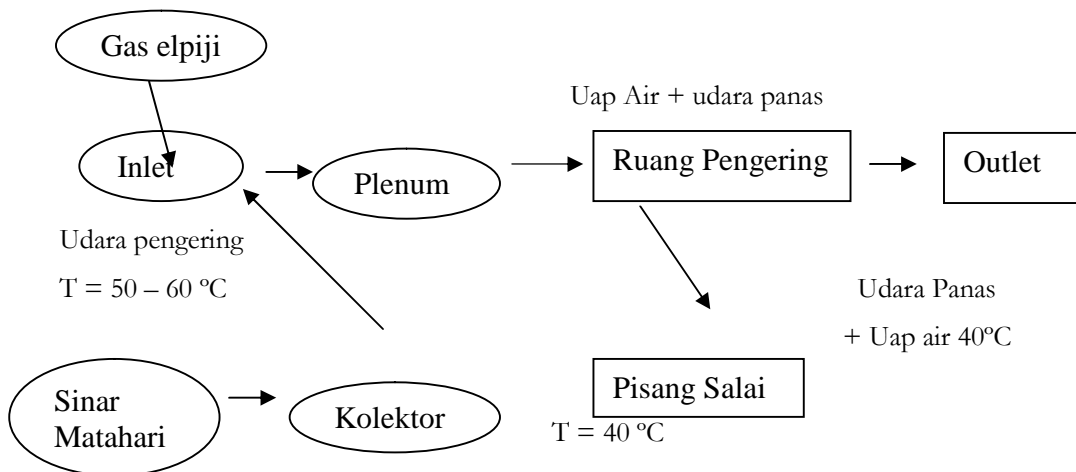 Gas elpiji
Uap Air + udara panas
Inlet
Plenum
Ruang Pengering
Outlet
Udara pengering
T = 50 – 60 ºC
Udara Panas
+ Uap air 40ºC
Sinar
Matahari
Kolektor
Pisang Salai
T = 40 ºC